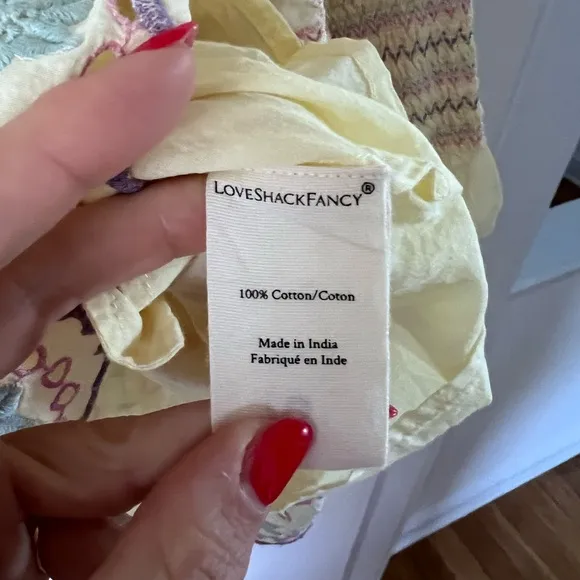 LOVESHACKFANCY®
100% Cotton/Coton
Made in India
Fabriqué en Inde